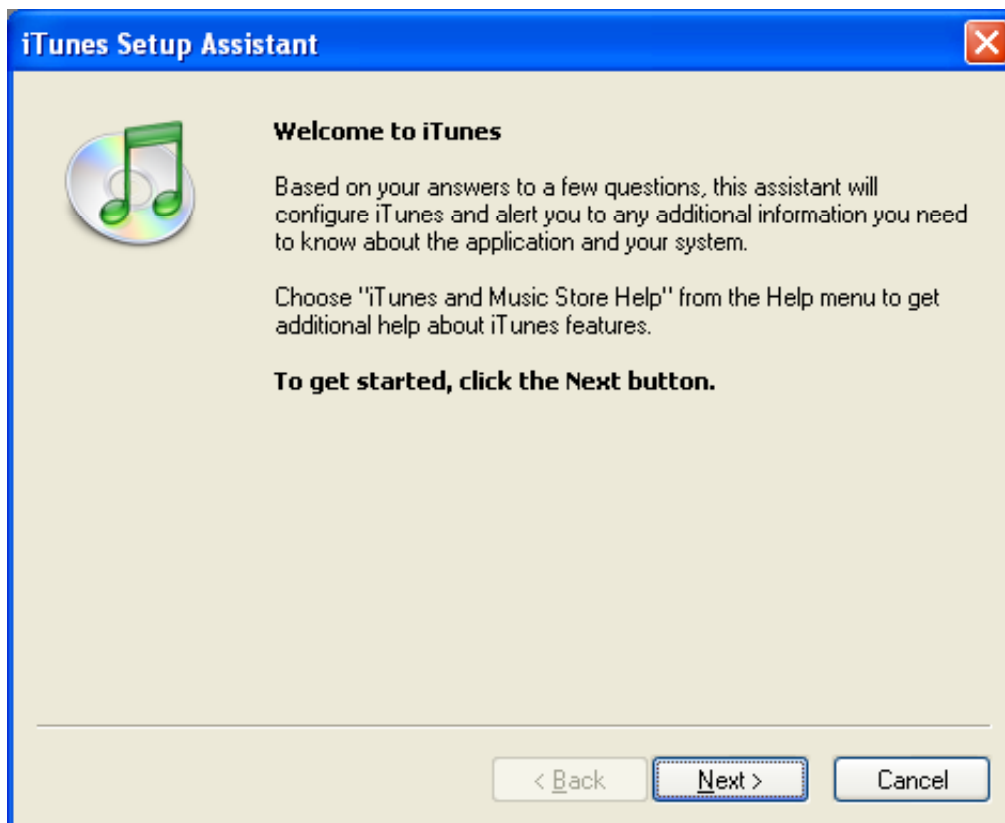 iTunes Setup Assistant
Welcome to iTunes
Based on your answers to a few questions, this assistant will
configure iTunes and alert you to any additional information you need
to know about the application and your system.
Choose "iTunes and Music Store Help" from the Help menu to get
additional help about iTunes features.
To get started, click the Next button.
< Back
Next >
Cancel